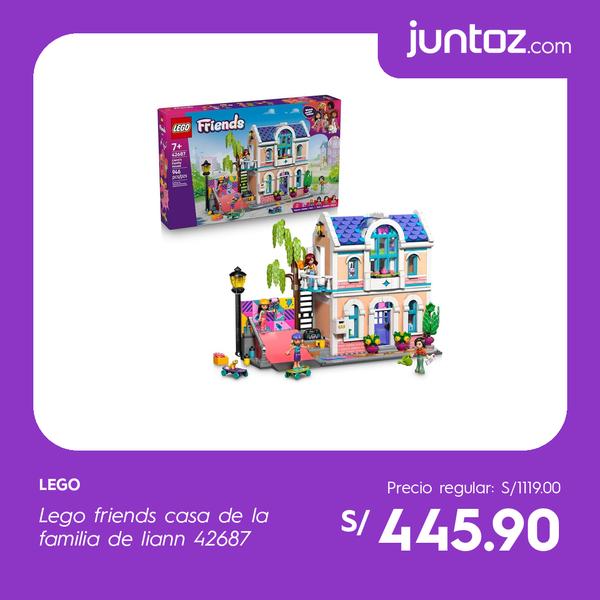 juntoz.com
LEGO
Friends
7+
42687
946
LEGO
Precio regular: S/1119.00
Lego friends casa de la
familia de liann 42687
S/ 445.90